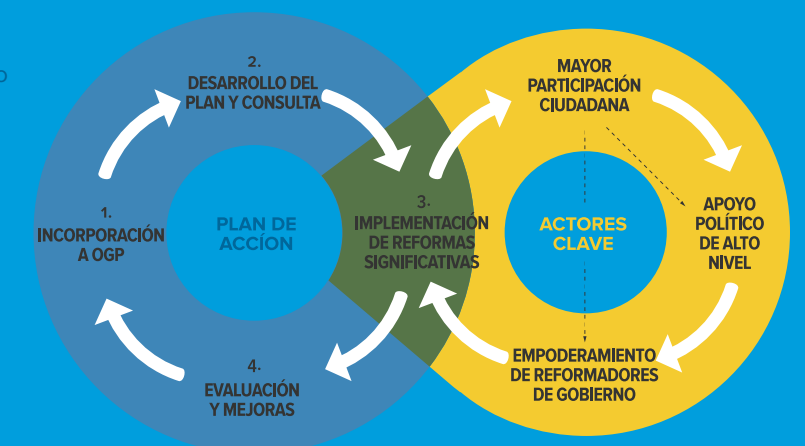 2.
DESARROLLO DEL
PLAN Y CONSULTA
1.
INCORPORACIÓN
A OGP
PLAN DE
ACCÍON
3.
IMPLEMENTACIÓN
DE REFORMAS
SIGNIFICATIVAS
4.
EVALUACIÓN
Y MEJORAS
MAYOR
PARTICIPACIÓN
CIUDADANA
ACTORES
CLAVE
APOYO
POLÍTICO
DE ALTO
NIVEL
EMPODERAMIENTO
DE REFORMADORES
DE GOBIERNO